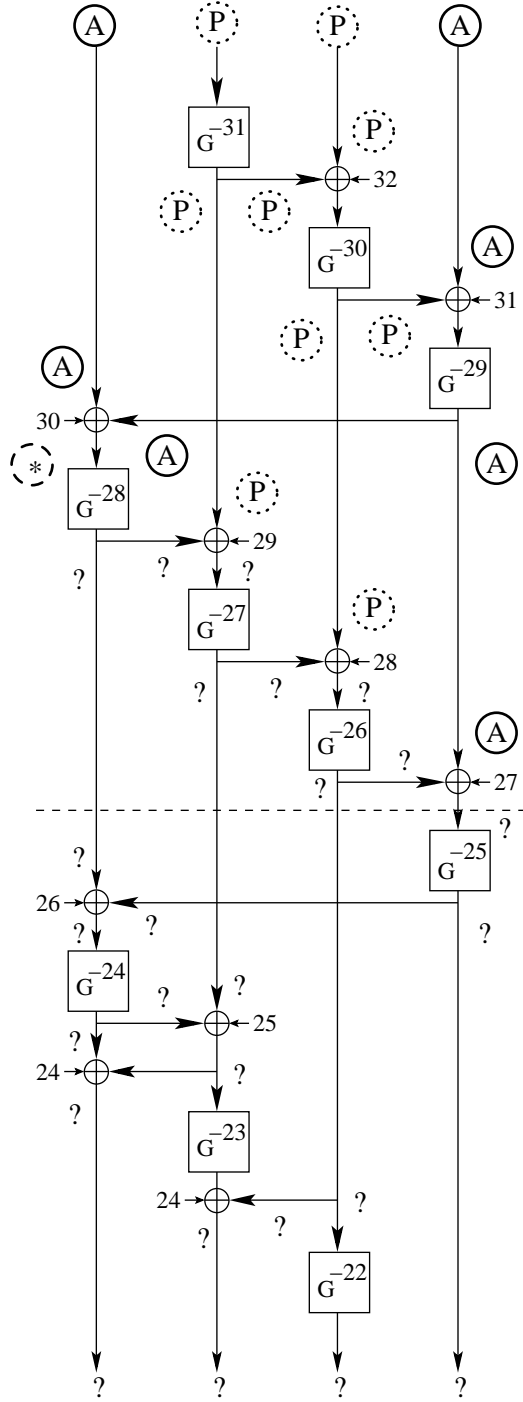 A P P A
G⁻³¹
P
32
P P
A
G⁻³⁰
31
P P
G⁻²⁹
A
30
A A
*
G⁻²⁸
P
29
? ? ?
G⁻²⁷
P
28
? ? ?
G⁻²⁶
A
?
? 27
?
G⁻²⁵
?
26
? ? ?
G⁻²⁴
? ?
25
?
24 ?
?
G⁻²³
24 ?
? ?
G⁻²²
? ? ? ?